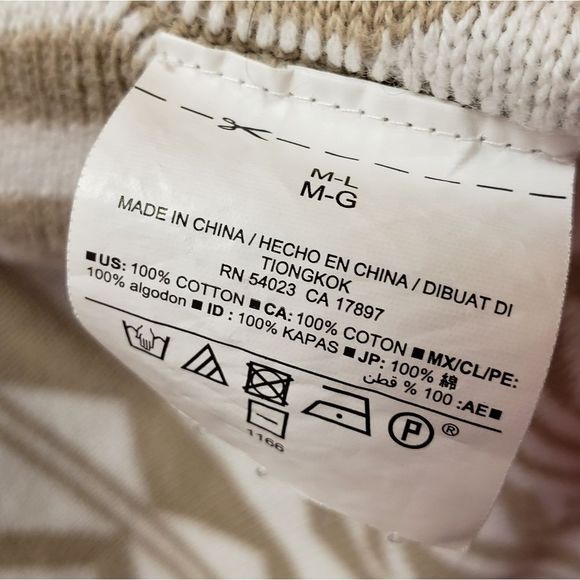 M-L
M-G
MADE IN CHINA / HECHO EN CHINA / DIBUAT DI
TIONGKOK
RN 54023 CA 17897
■ US: 100% COTTON ■ CA: 100% COTON ■ MX/CL/PE:
100% algodon ■ ID : 100% KAPAS ■ JP: 100% 綿
■ AE: 100 % قطن
P ®
1166